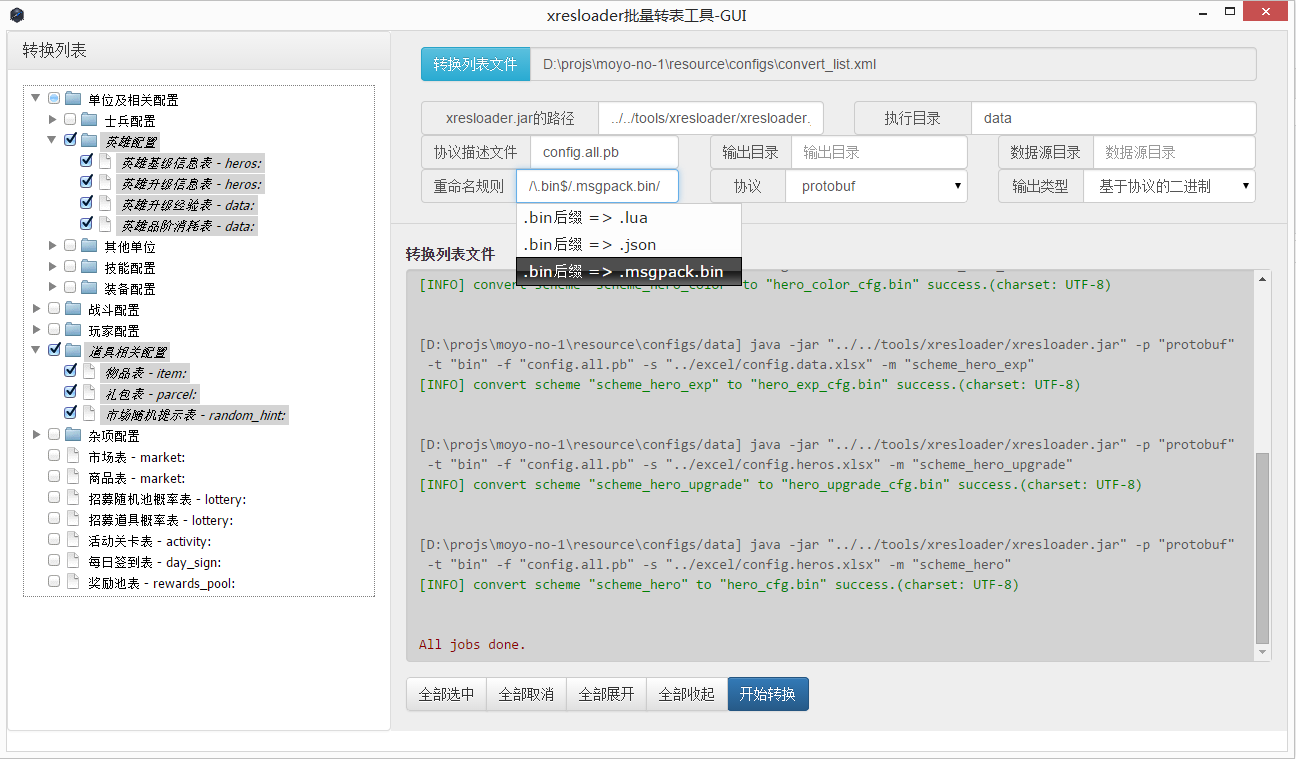 xresloader批量转表工具-GUI
转换列表
单位及相关配置
士兵配置
英雄配置
英雄基级信息表 - heros:
英雄升级信息表 - heros:
英雄升级经验表 - data:
英雄品阶消耗表 - data:
其他单位
技能配置
装备配置
战斗配置
玩家配置
道具相关配置
物品表 - item:
礼包表 - parcel:
市场随机提示表 - random_hint:
杂项配置
市场表 - market:
商品表 - market:
招募随机池概率表 - lottery:
招募道具概率表 - lottery:
活动关卡表 - activity:
每日签到表 - day_sign:
奖励池表 - rewards_pool:
转换列表文件 D:\projs\moyo-no-1\resource\configs\convert_list.xml
xresloader.jar的路径 ../../tools/xresloader/xresloader. 执行目录 data
协议描述文件 config.all.pb 输出目录 输出目录 数据源目录 数据源目录
重命名规则 /\.bin$/.msgpack.bin/ 协议 protobuf 输出类型 基于协议的二进制
.bin后缀 => .lua
.bin后缀 => .json
.bin后缀 => .msgpack.bin
转换列表文件
[INFO] convert scheme "scheme_hero_color" to "hero_color_cfg.bin" success.(charset: UTF-8)
[D:\projs\moyo-no-1\resource\configs/data] java -jar "../../tools/xresloader/xresloader.jar" -p "protobuf"
-t "bin" -f "config.all.pb" -s "../excel/config.data.xlsx" -m "scheme_hero_exp"
[INFO] convert scheme "scheme_hero_exp" to "hero_exp_cfg.bin" success.(charset: UTF-8)
[D:\projs\moyo-no-1\resource\configs/data] java -jar "../../tools/xresloader/xresloader.jar" -p "protobuf"
-t "bin" -f "config.all.pb" -s "../excel/config.heros.xlsx" -m "scheme_hero_upgrade"
[INFO] convert scheme "scheme_hero_upgrade" to "hero_upgrade_cfg.bin" success.(charset: UTF-8)
[D:\projs\moyo-no-1\resource\configs/data] java -jar "../../tools/xresloader/xresloader.jar" -p "protobuf"
-t "bin" -f "config.all.pb" -s "../excel/config.heros.xlsx" -m "scheme_hero"
[INFO] convert scheme "scheme_hero" to "hero_cfg.bin" success.(charset: UTF-8)
All jobs done.
全部选中 全部取消 全部展开 全部收起 开始转换